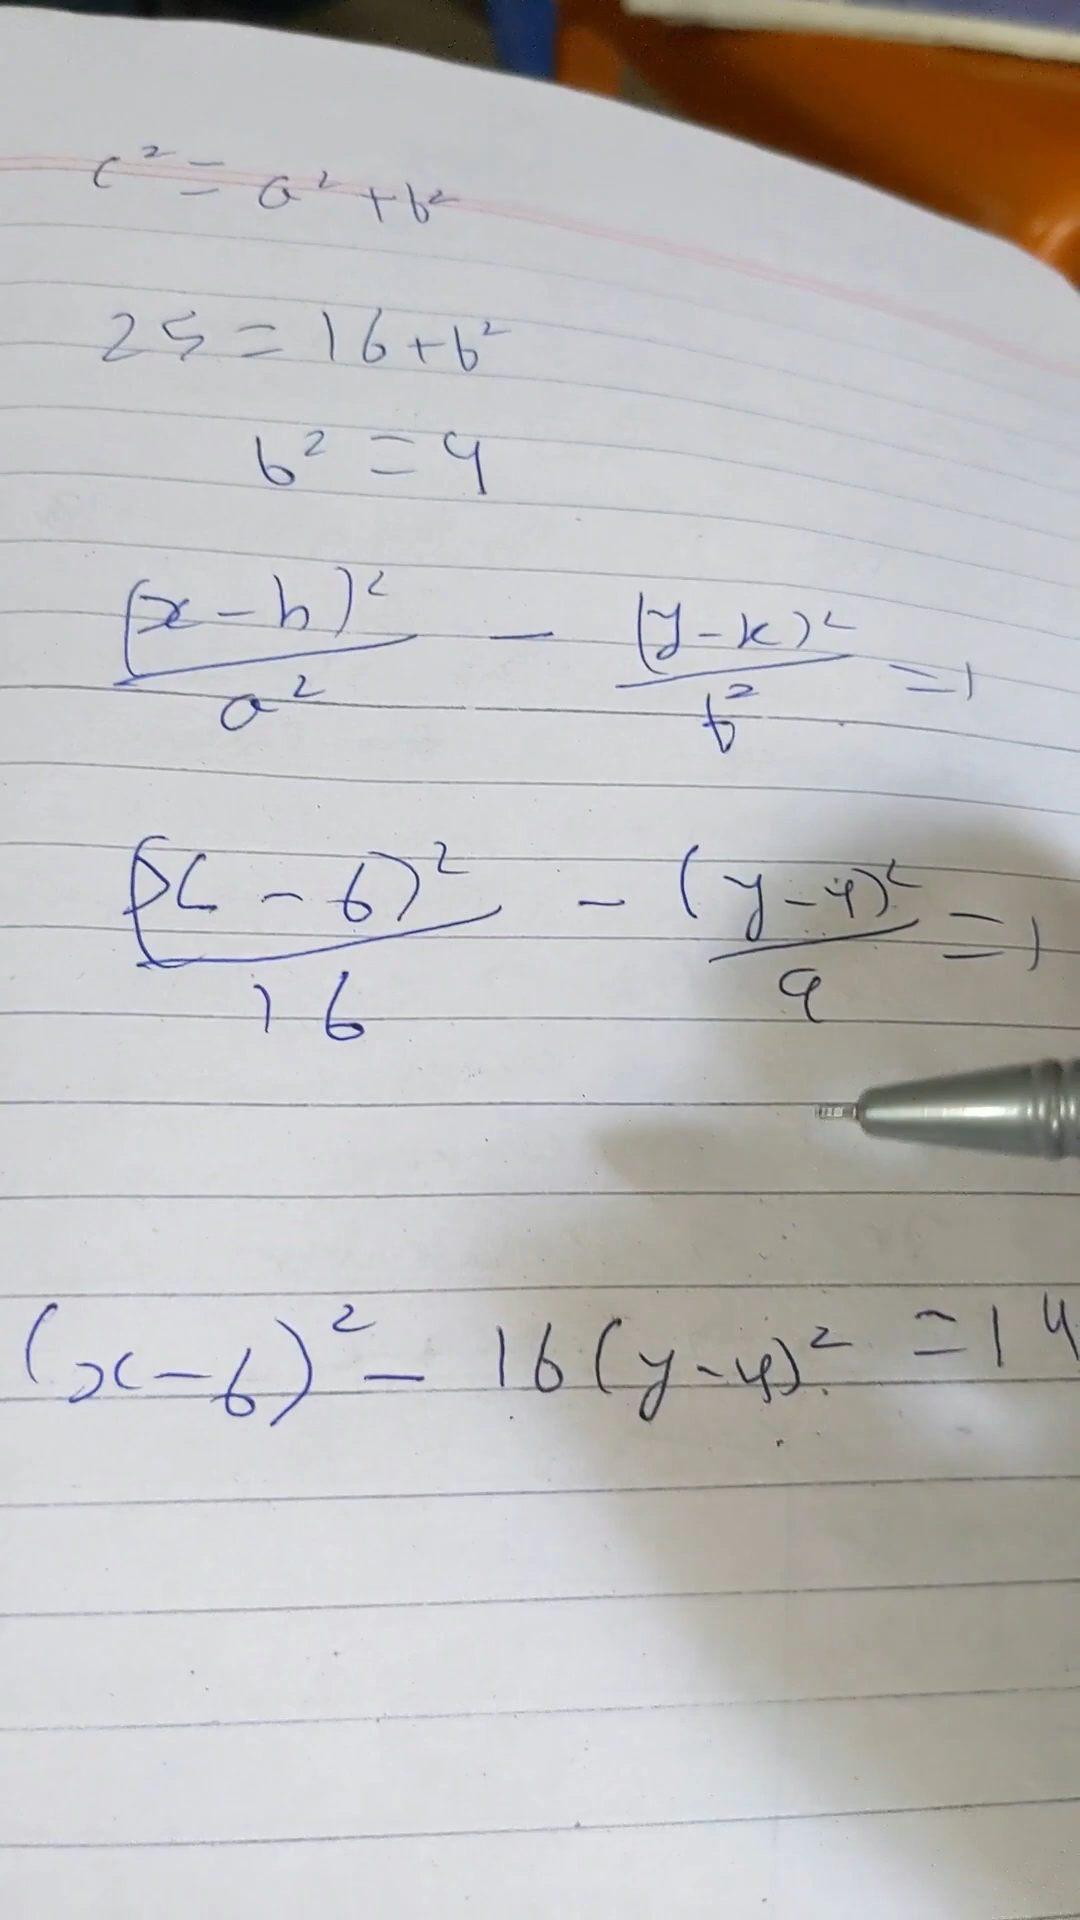 c² = a² + b²
25 = 16 + b²
b² = 9
(x - h)² / a² - (y - k)² / b² = 1
(x - 6)² / 16 - (y - 4)² / 9 = 1
(x - 6)² - 16 (y - 4)² = 14